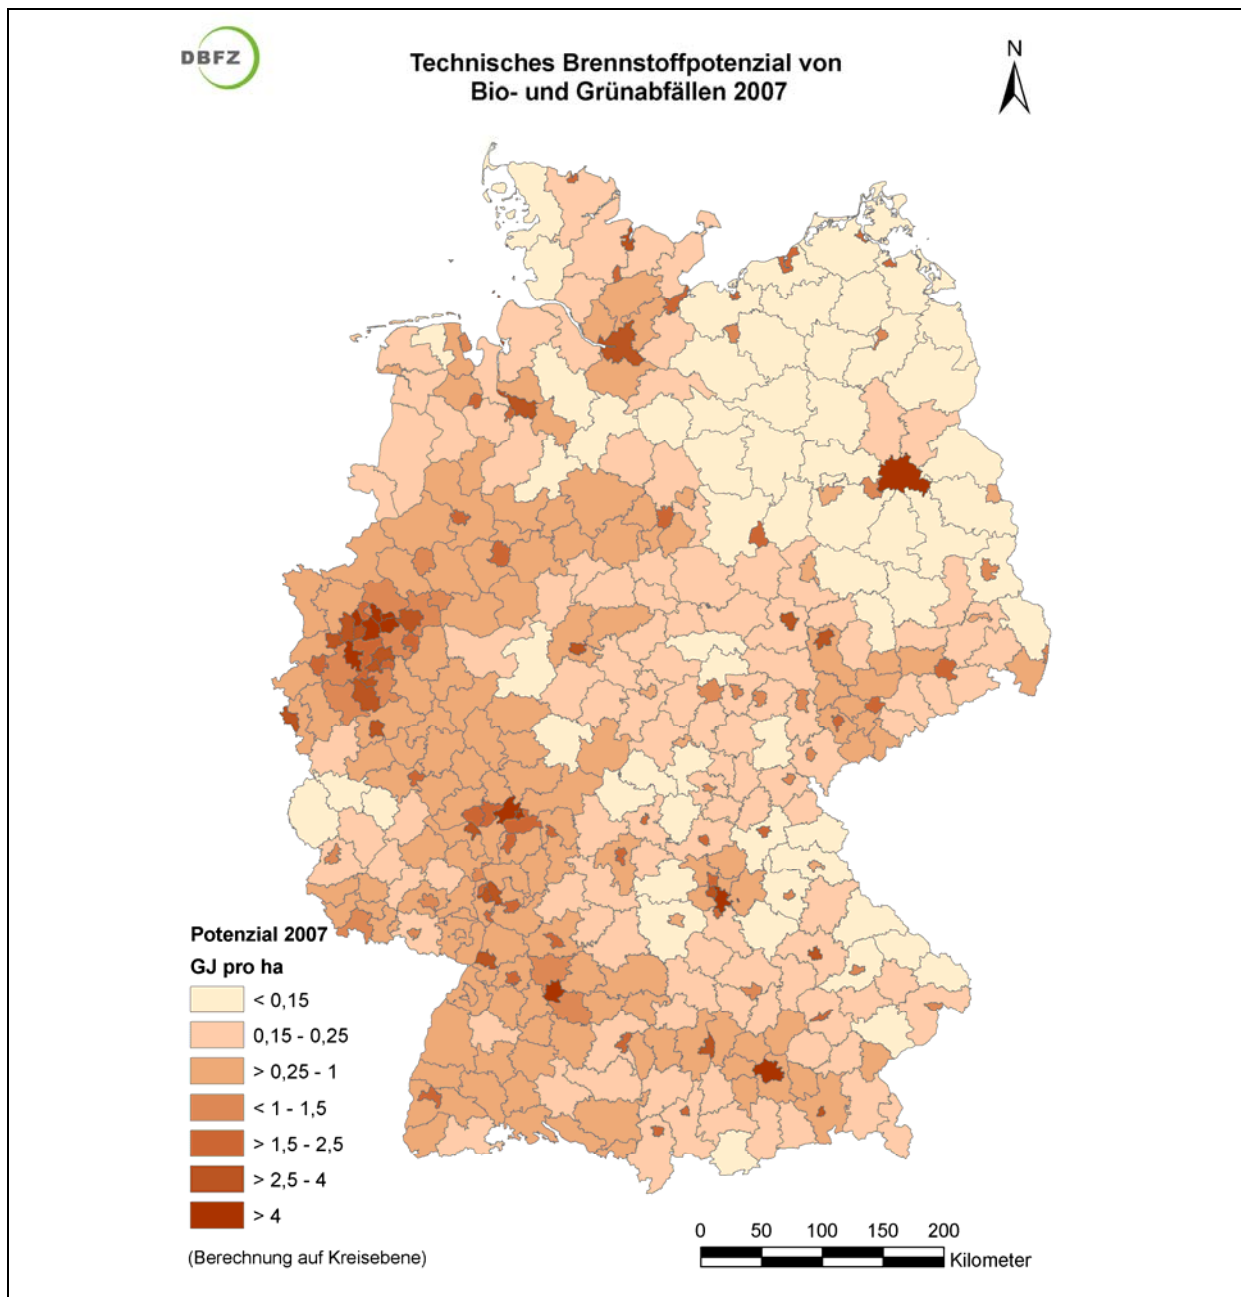 DBFZ
Technisches Brennstoffpotenzial von
Bio- und Grünabfällen 2007
N
Potenzial 2007
GJ pro ha
< 0,15
0,15 - 0,25
> 0,25 - 1
< 1 - 1,5
> 1,5 - 2,5
> 2,5 - 4
> 4
(Berechnung auf Kreisebene)
0 50 100 150 200
Kilometer